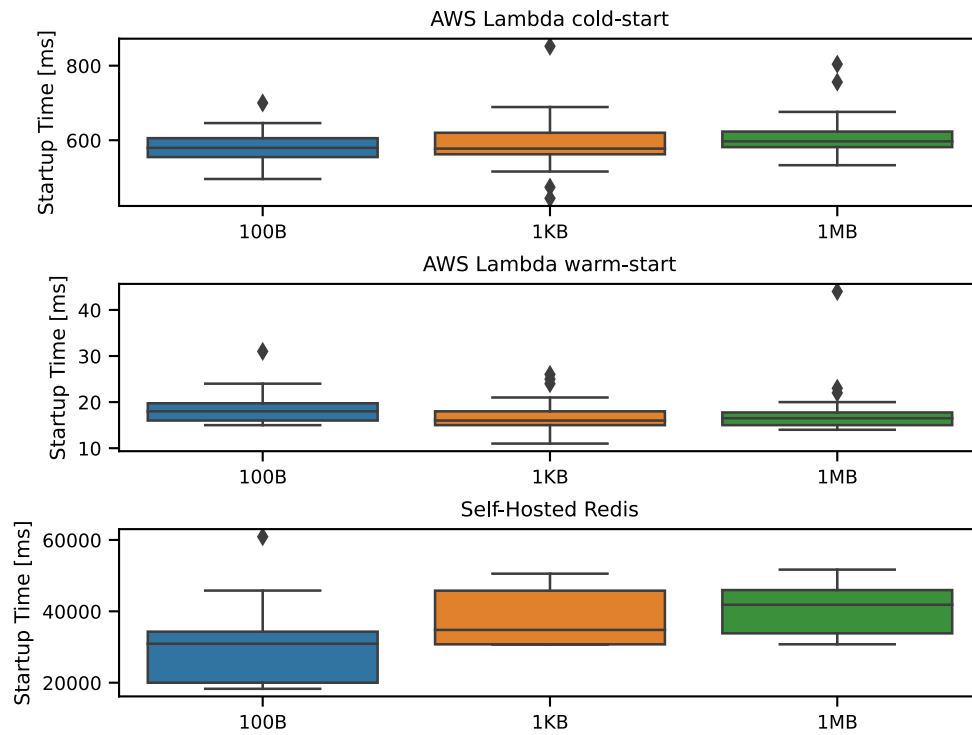 AWS Lambda cold-start
Startup Time [ms]
800
600
100B 1KB 1MB
AWS Lambda warm-start
Startup Time [ms]
40
30
20
10
100B 1KB 1MB
Self-Hosted Redis
Startup Time [ms]
60000
40000
20000
100B 1KB 1MB